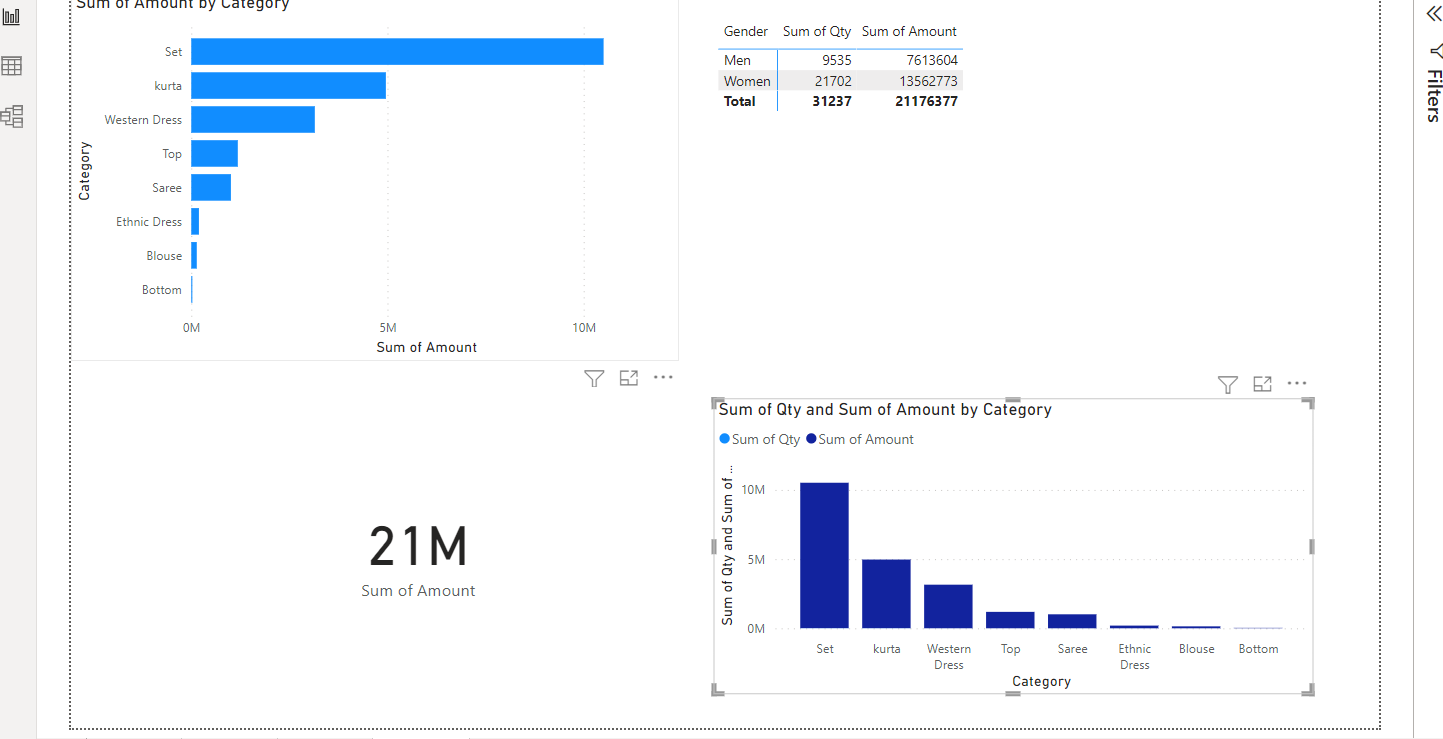 Sum of Amount by Category
Category
Set
kurta
Western Dress
Top
Saree
Ethnic Dress
Blouse
Bottom
0M 5M 10M
Sum of Amount
Gender Sum of Qty Sum of Amount
Men 9535 7613604
Women 21702 13562773
Total 31237 21176377
21M
Sum of Amount
Sum of Qty and Sum of Amount by Category
Sum of Qty Sum of Amount
Sum of Qty and Sum of ...
10M
5M
0M
Set kurta Western Top Saree Ethnic Blouse Bottom
Dress Dress
Category
Filters